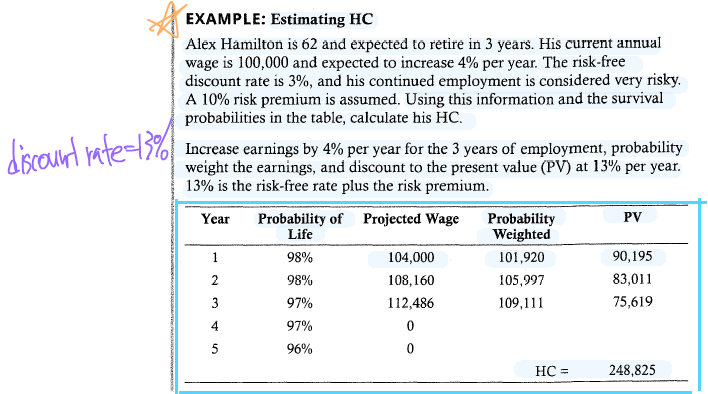 EXAMPLE: Estimating HC
Alex Hamilton is 62 and expected to retire in 3 years. His current annual
wage is 100,000 and expected to increase 4% per year. The risk-free
discount rate is 3%, and his continued employment is considered very risky.
A 10% risk premium is assumed. Using this information and the survival
probabilities in the table, calculate his HC.
discount rate=13%
Increase earnings by 4% per year for the 3 years of employment, probability
weight the earnings, and discount to the present value (PV) at 13% per year.
13% is the risk-free rate plus the risk premium.
Year Probability of Life Projected Wage Probability Weighted PV
1 98% 104,000 101,920 90,195
2 98% 108,160 105,997 83,011
3 97% 112,486 109,111 75,619
4 97% 0
5 96% 0
HC = 248,825